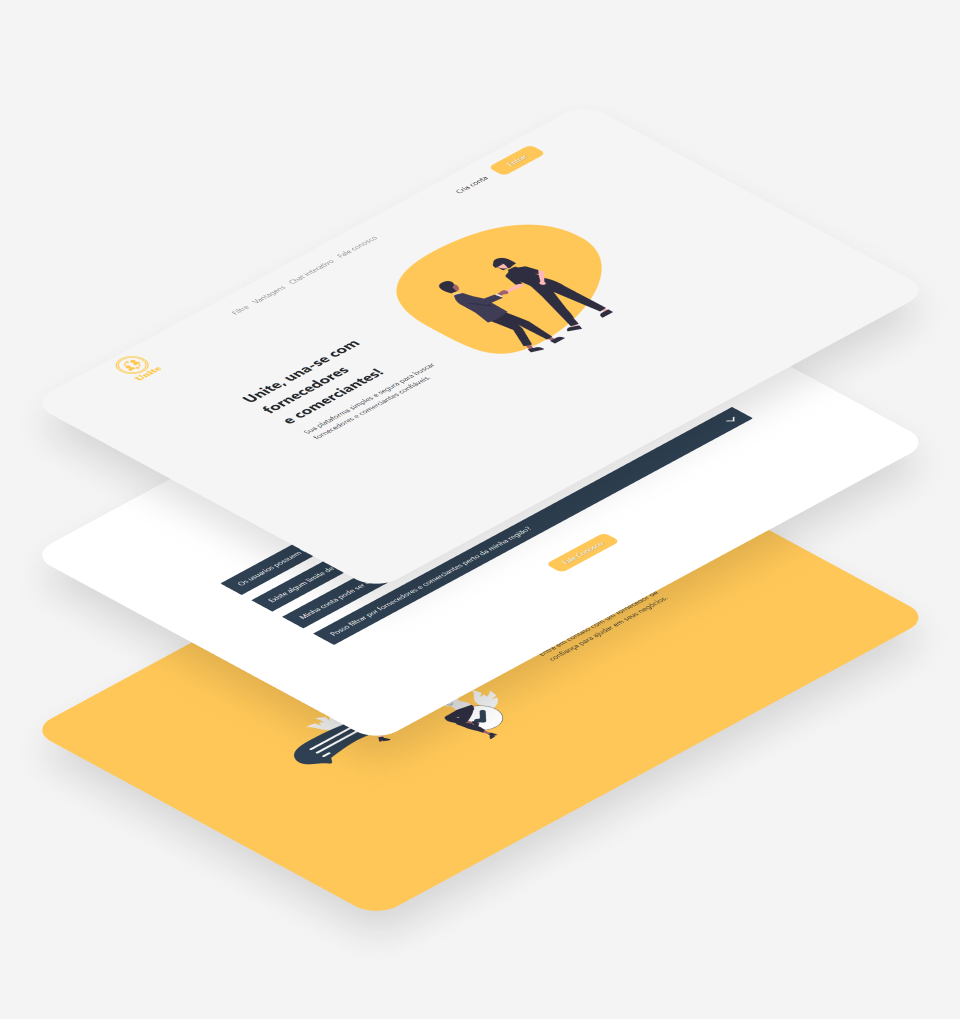 Unite
Filtre Vantagens Chat interativo Fale conosco
Cria conta
Entrar
Unite, una-se com
fornecedores
e comerciantes!
Sua plataforma simples e segura para buscar
fornecedores e comerciantes confiáveis.
Os usuarios possuem
Existe algum limite de
Minha conta pode ser
Posso filtrar por fornecedores e comerciantes perto da minha região?
Fale Conosco
Entre em contato com um fornecedor de
confiança para ajudar em seus negócios.